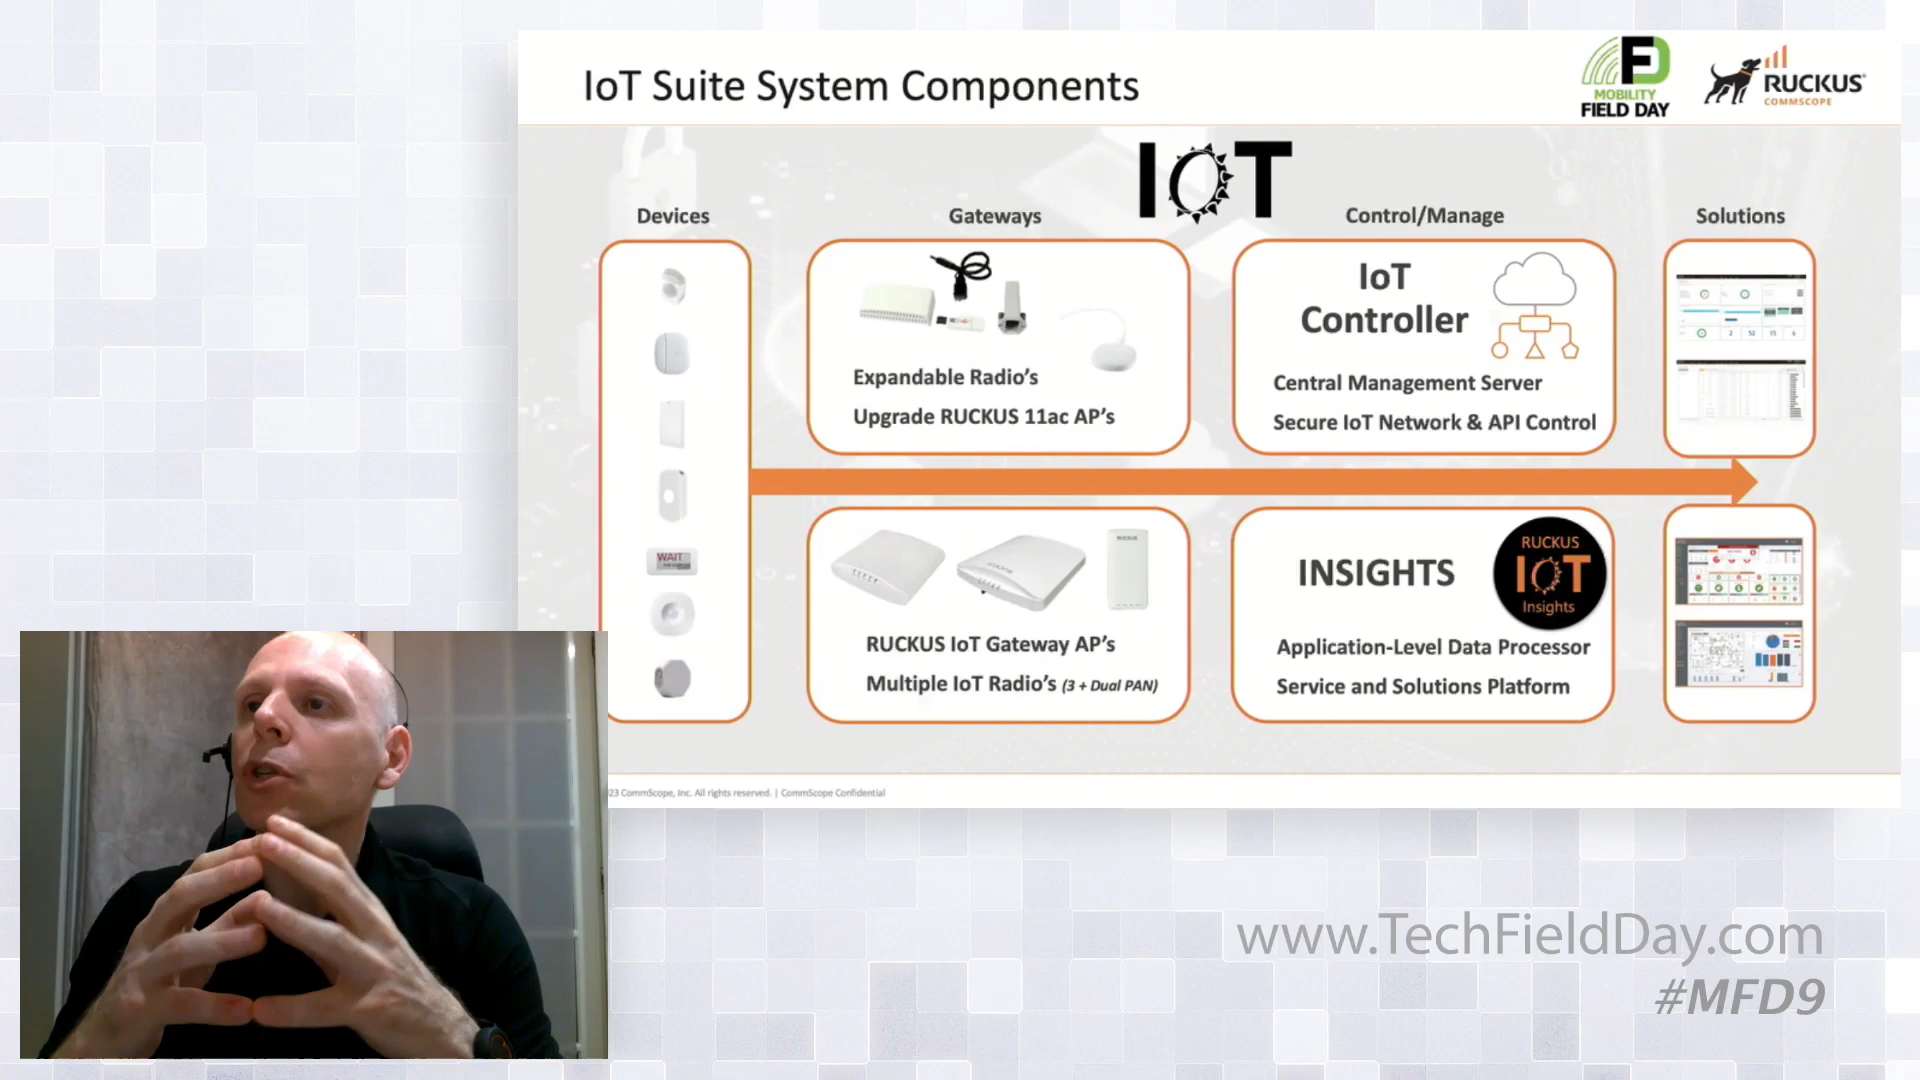 IoT Suite System Components
MOBILITY
FIELD DAY
RUCKUS
COMMSCOPE
IoT
Devices
Gateways
Control/Manage
Solutions
Expandable Radio's
Upgrade RUCKUS 11ac AP's
IoT
Controller
Central Management Server
Secure IoT Network & API Control
WAIT
RUCKUS
RUCKUS IoT Gateway AP's
Multiple IoT Radio's (3 + Dual PAN)
INSIGHTS
RUCKUS
IoT
Insights
Application-Level Data Processor
Service and Solutions Platform
23 CommScope, Inc. All rights reserved. | CommScope Confidential
www.TechFieldDay.com
#MFD9